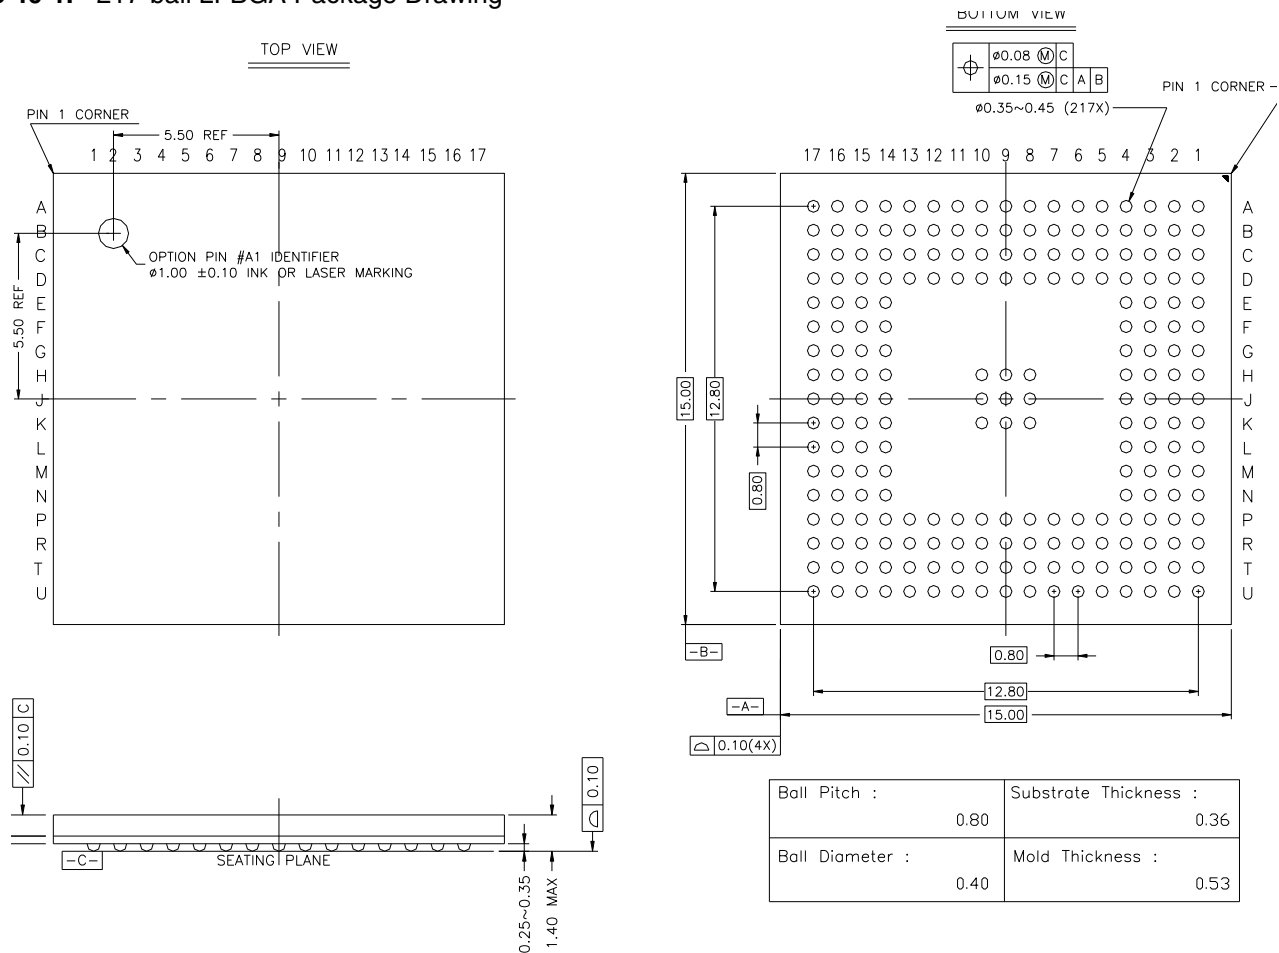 217-ball LFBGA Package Drawing
TOP VIEW
PIN 1 CORNER
5.50 REF
1 2 3 4 5 6 7 8 9 10 11 12 13 14 15 16 17
A
B
C
D
E
F
G
H
J
K
L
M
N
P
R
T
U
5.50 REF
OPTION PIN #A1 IDENTIFIER
ø1.00 ±0.10 INK OR LASER MARKING
BOTTOM VIEW
ø0.08 Ⓜ C
ø0.15 Ⓜ C A B
ø0.35~0.45 (217X)
PIN 1 CORNER
17 16 15 14 13 12 11 10 9 8 7 6 5 4 3 2 1
A
B
C
D
E
F
G
H
J
K
L
M
N
P
R
T
U
15.00
12.80
0.80
-B-
0.80
12.80
-A-
15.00
0.10(4X)
// 0.10 C
-C-
SEATING PLANE
0.10
0.25~0.35
1.40 MAX
Ball Pitch :
0.80
Substrate Thickness :
0.36
Ball Diameter :
0.40
Mold Thickness :
0.53